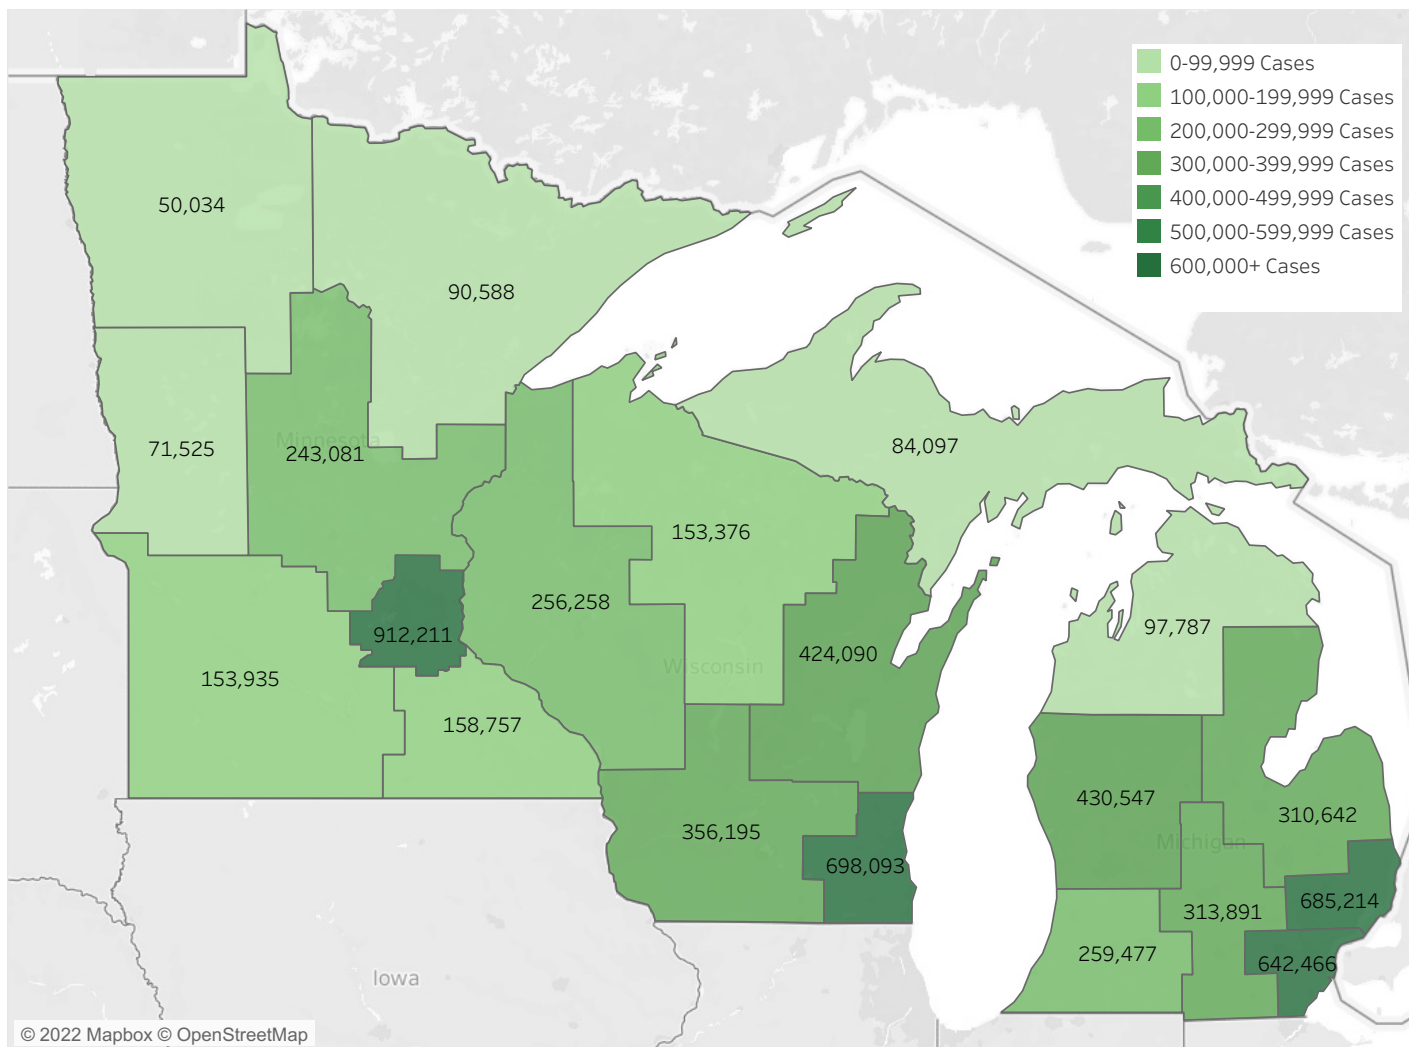 0-99,999 Cases
100,000-199,999 Cases
200,000-299,999 Cases
300,000-399,999 Cases
400,000-499,999 Cases
500,000-599,999 Cases
600,000+ Cases
50,034
90,588
71,525
Minnesota
243,081
84,097
153,376
256,258
912,211
97,787
424,090
Wisconsin
153,935
158,757
430,547
310,642
356,195
Michigan
698,093
685,214
313,891
259,477
642,466
Iowa
© 2022 Mapbox © OpenStreetMap